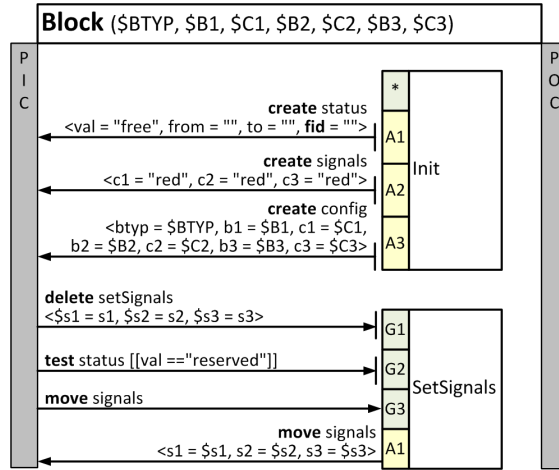 Block ($BTYP, $B1, $C1, $B2, $C2, $B3, $C3)
P
I
C
P
O
C
*
create status
<val = "free", from = "", to = "", fid = "">
A1
create signals
<c1 = "red", c2 = "red", c3 = "red">
A2
Init
create config
<btyp = $BTYP, b1 = $B1, c1 = $C1,
b2 = $B2, c2 = $C2, b3 = $B3, c3 = $C3>
A3
delete setSignals
<$s1 = s1, $s2 = s2, $s3 = s3>
G1
test status [[val =="reserved"]]
G2
SetSignals
move signals
G3
move signals
<s1 = $s1, s2 = $s2, s3 = $s3>
A1